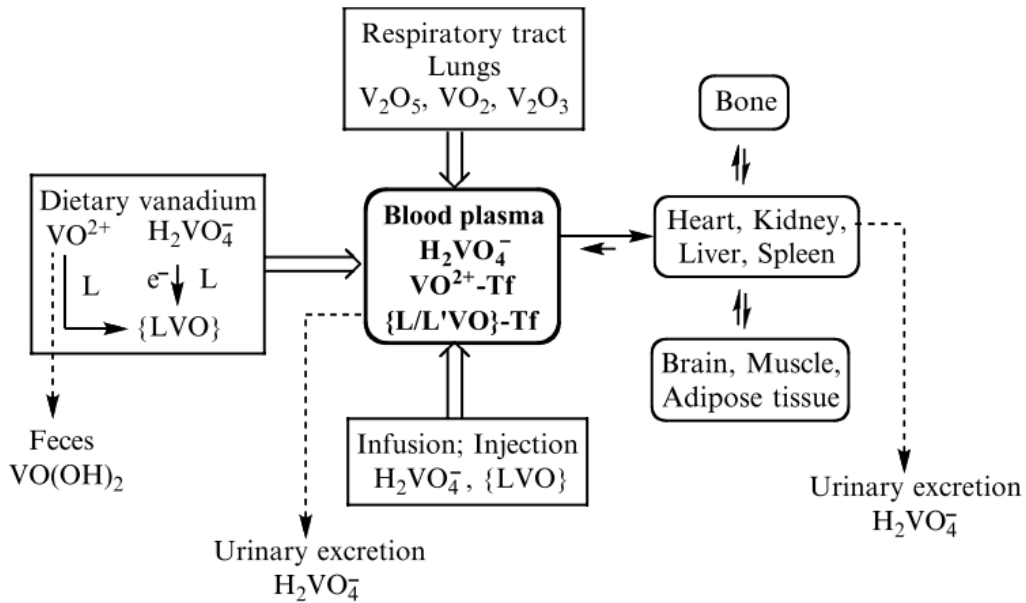 Respiratory tract
Lungs
V₂O₅, VO₂, V₂O₃
Bone
Dietary vanadium
VO²⁺ H₂VO₄⁻
L e⁻ L
{LVO}
Blood plasma
H₂VO₄⁻
VO²⁺-Tf
{L/L'VO}-Tf
Heart, Kidney,
Liver, Spleen
Brain, Muscle,
Adipose tissue
Feces
VO(OH)₂
Infusion; Injection
H₂VO₄⁻, {LVO}
Urinary excretion
H₂VO₄⁻
Urinary excretion
H₂VO₄⁻